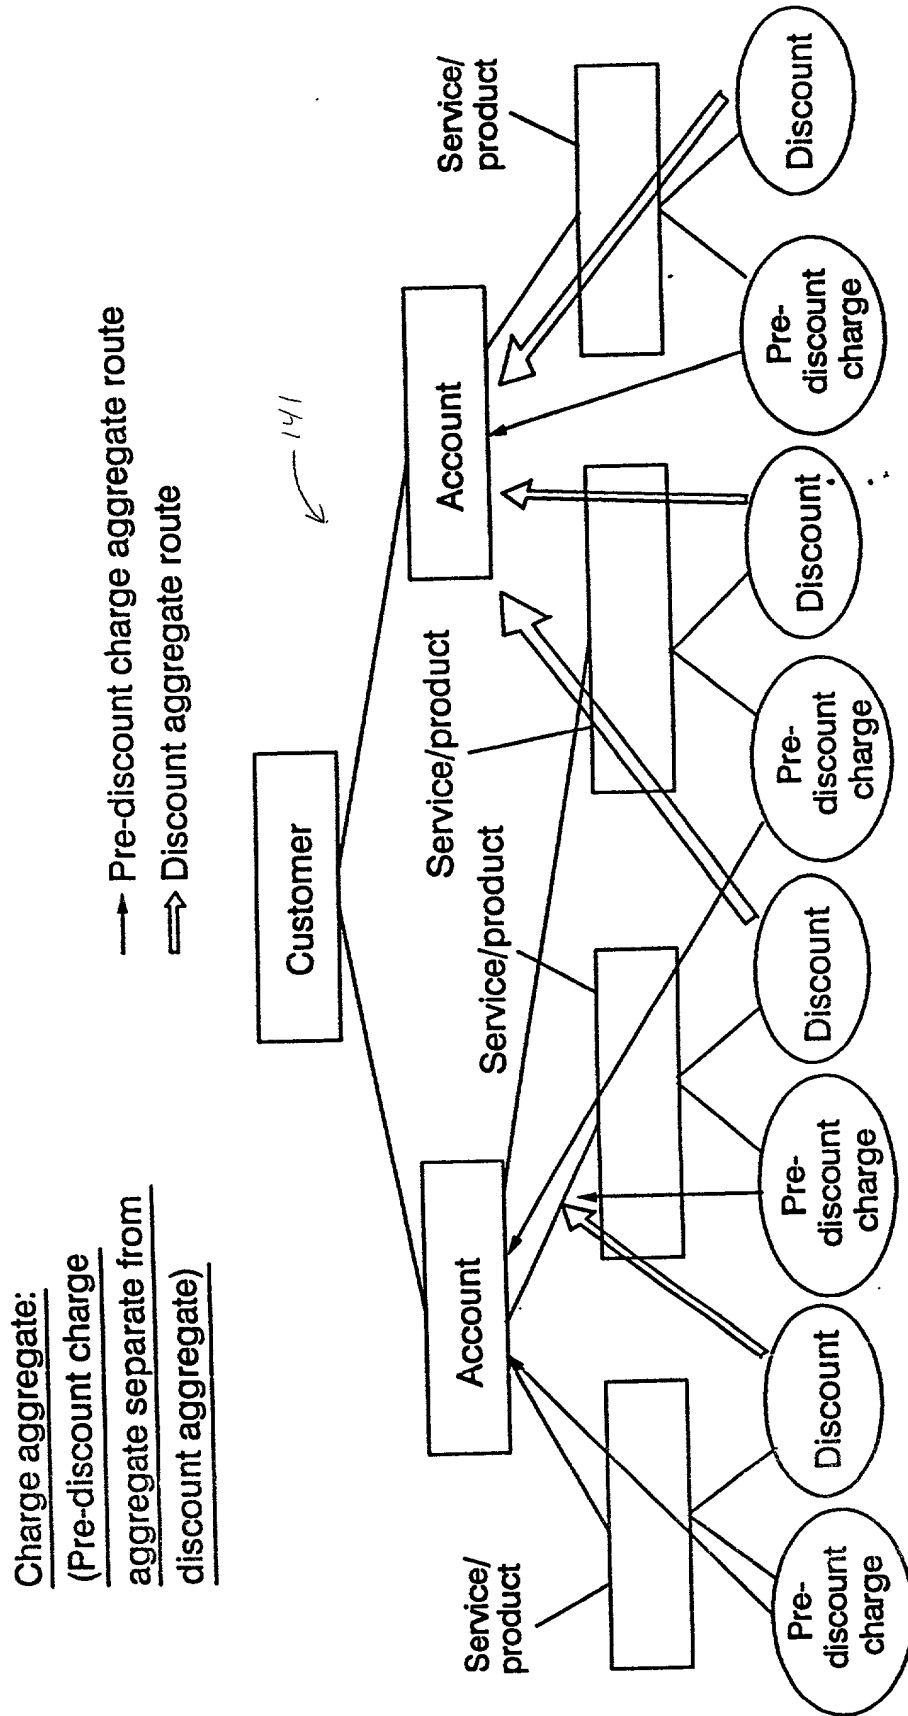 Charge aggregate:
(Pre-discount charge
aggregate separate from
discount aggregate)
Pre-discount charge aggregate route
Discount aggregate route
141
Customer
Account
Account
Service/
product
Service/product
Service/product
Service/
product
Pre-
discount
charge
Discount
Pre-
discount
charge
Discount
Pre-
discount
charge
Discount
Pre-
discount
charge
Discount